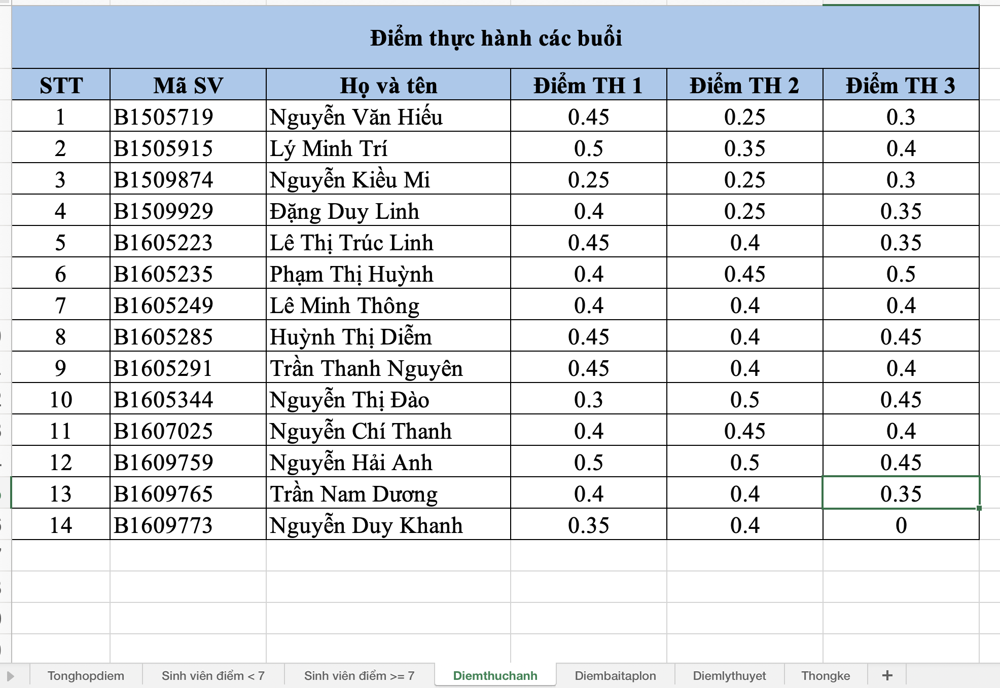 Điểm thực hành các buổi
STT Mã SV Họ và tên Điểm TH 1 Điểm TH 2 Điểm TH 3
1 B1505719 Nguyễn Văn Hiếu 0.45 0.25 0.3
2 B1505915 Lý Minh Trí 0.5 0.35 0.4
3 B1509874 Nguyễn Kiều Mi 0.25 0.25 0.3
4 B1509929 Đặng Duy Linh 0.4 0.25 0.35
5 B1605223 Lê Thị Trúc Linh 0.45 0.4 0.35
6 B1605235 Phạm Thị Huỳnh 0.4 0.45 0.5
7 B1605249 Lê Minh Thông 0.4 0.4 0.4
8 B1605285 Huỳnh Thị Diễm 0.45 0.4 0.45
9 B1605291 Trần Thanh Nguyên 0.45 0.4 0.4
10 B1605344 Nguyễn Thị Đào 0.3 0.5 0.45
11 B1607025 Nguyễn Chí Thanh 0.4 0.45 0.4
12 B1609759 Nguyễn Hải Anh 0.5 0.5 0.45
13 B1609765 Trần Nam Dương 0.4 0.4 0.35
14 B1609773 Nguyễn Duy Khanh 0.35 0.4 0
Tonghopdiem Sinh viên điểm < 7 Sinh viên điểm >= 7 Diemthuchanh Diembaitaplon Diemlythuyet Thongke +